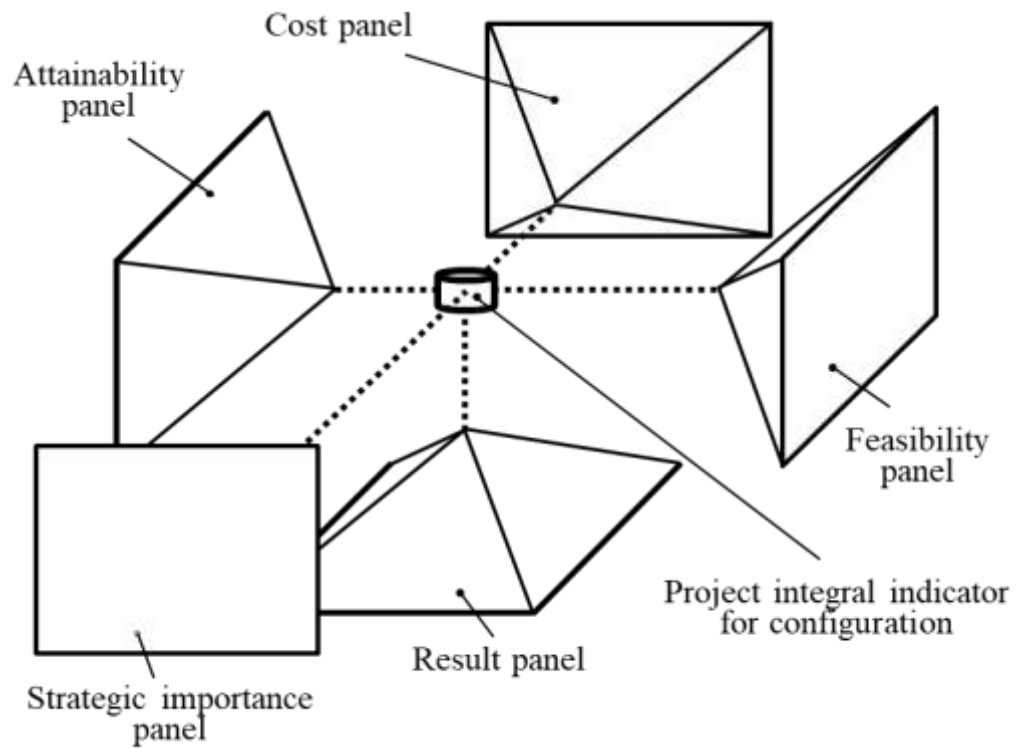 Cost panel
Attainability
panel
Feasibility
panel
Project integral indicator
for configuration
Result panel
Strategic importance
panel